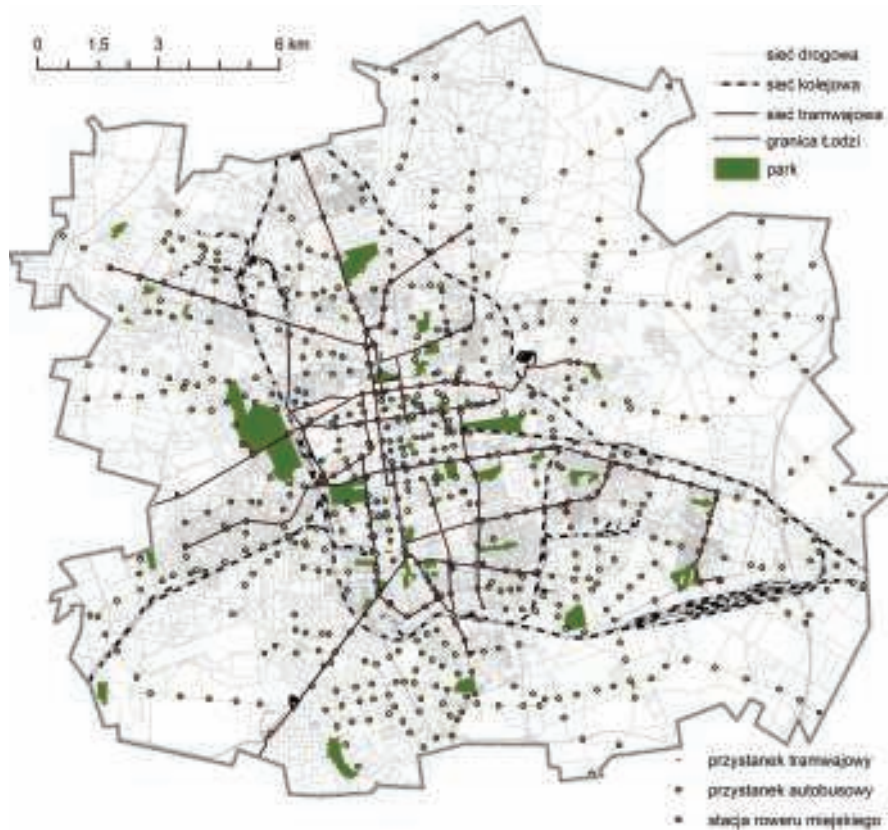 0 1,5 3 6 km
sieć drogowa
sieć kolejowa
sieć tramwajowa
granica Łodzi
park
przystanek tramwajowy
przystanek autobusowy
stacja roweru miejskiego